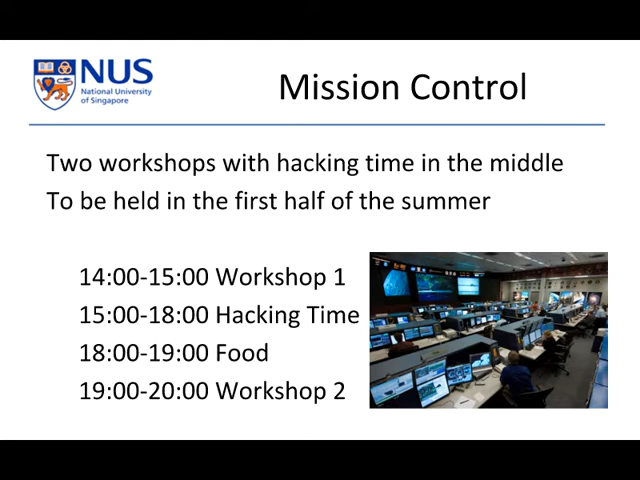 NUS
National University
of Singapore
Mission Control
Two workshops with hacking time in the middle
To be held in the first half of the summer
14:00-15:00 Workshop 1
15:00-18:00 Hacking Time
18:00-19:00 Food
19:00-20:00 Workshop 2